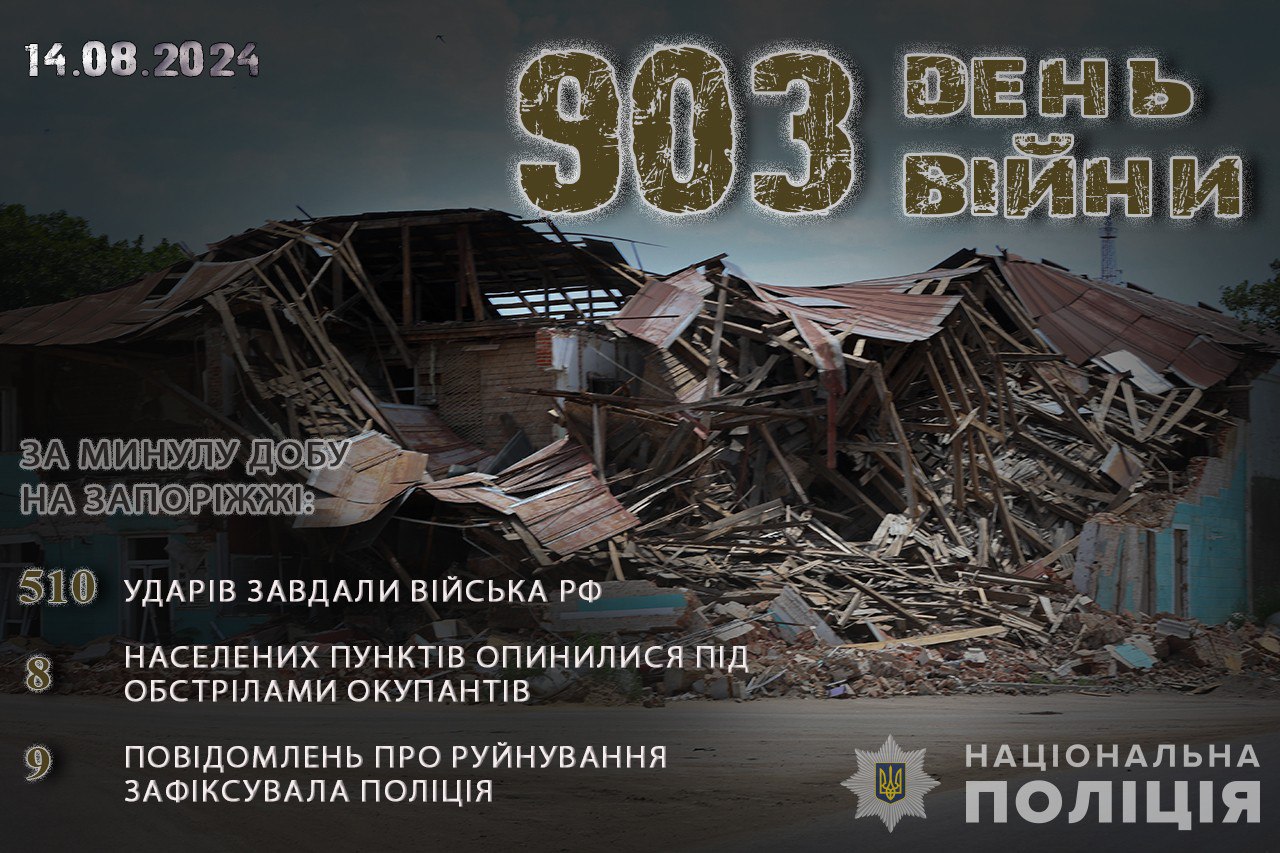 14.08.2024
903 ДЕНЬ
ВІЙНИ
ЗА МИНУЛУ ДОБУ
НА ЗАПОРІЖЖІ:
510 УДАРІВ ЗАВДАЛИ ВІЙСЬКА РФ
8 НАСЕЛЕНИХ ПУНКТІВ ОПИНИЛИСЯ ПІД
ОБСТРІЛАМИ ОКУПАНТІВ
9 ПОВІДОМЛЕНЬ ПРО РУЙНУВАННЯ
ЗАФІКСУВАЛА ПОЛІЦІЯ
НАЦІОНАЛЬНА
ПОЛІЦІЯ